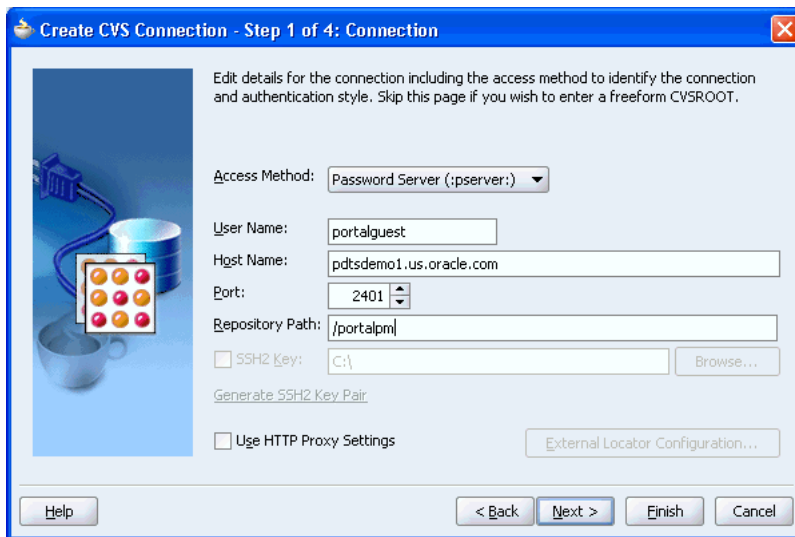 Create CVS Connection - Step 1 of 4: Connection
Edit details for the connection including the access method to identify the connection
and authentication style. Skip this page if you wish to enter a freeform CVSROOT.
Access Method: Password Server (:pserver:)
User Name: portalguest
Host Name: pdtsdemo1.us.oracle.com
Port: 2401
Repository Path: /portalpm
SSH2 Key: C:\ Browse...
Generate SSH2 Key Pair
Use HTTP Proxy Settings External Locator Configuration...
Help < Back Next > Finish Cancel